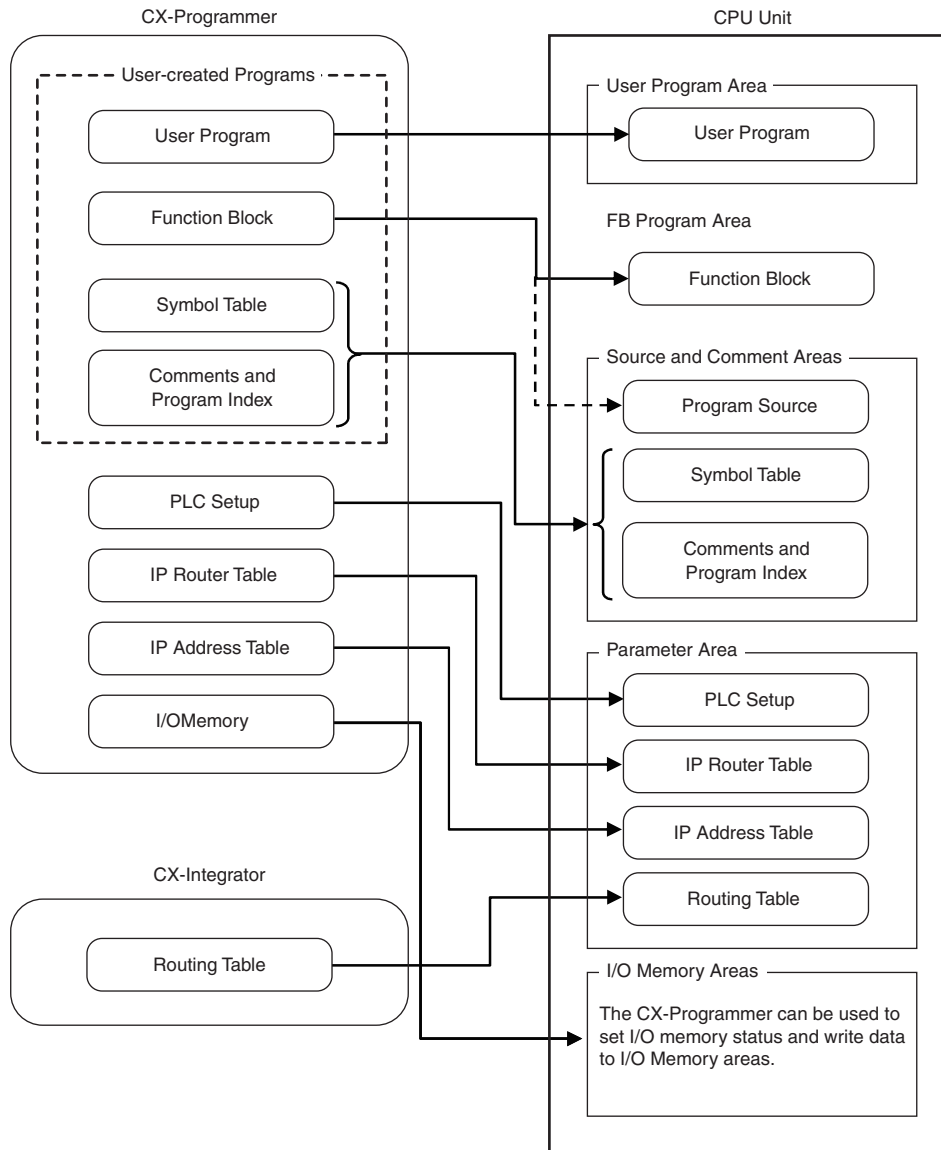 CX-Programmer
User-created Programs
User Program
Function Block
Symbol Table
Comments and
Program Index
PLC Setup
IP Router Table
IP Address Table
I/OMemory
CX-Integrator
Routing Table
CPU Unit
User Program Area
User Program
FB Program Area
Function Block
Source and Comment Areas
Program Source
Symbol Table
Comments and
Program Index
Parameter Area
PLC Setup
IP Router Table
IP Address Table
Routing Table
I/O Memory Areas
The CX-Programmer can be used to
set I/O memory status and write data
to I/O Memory areas.